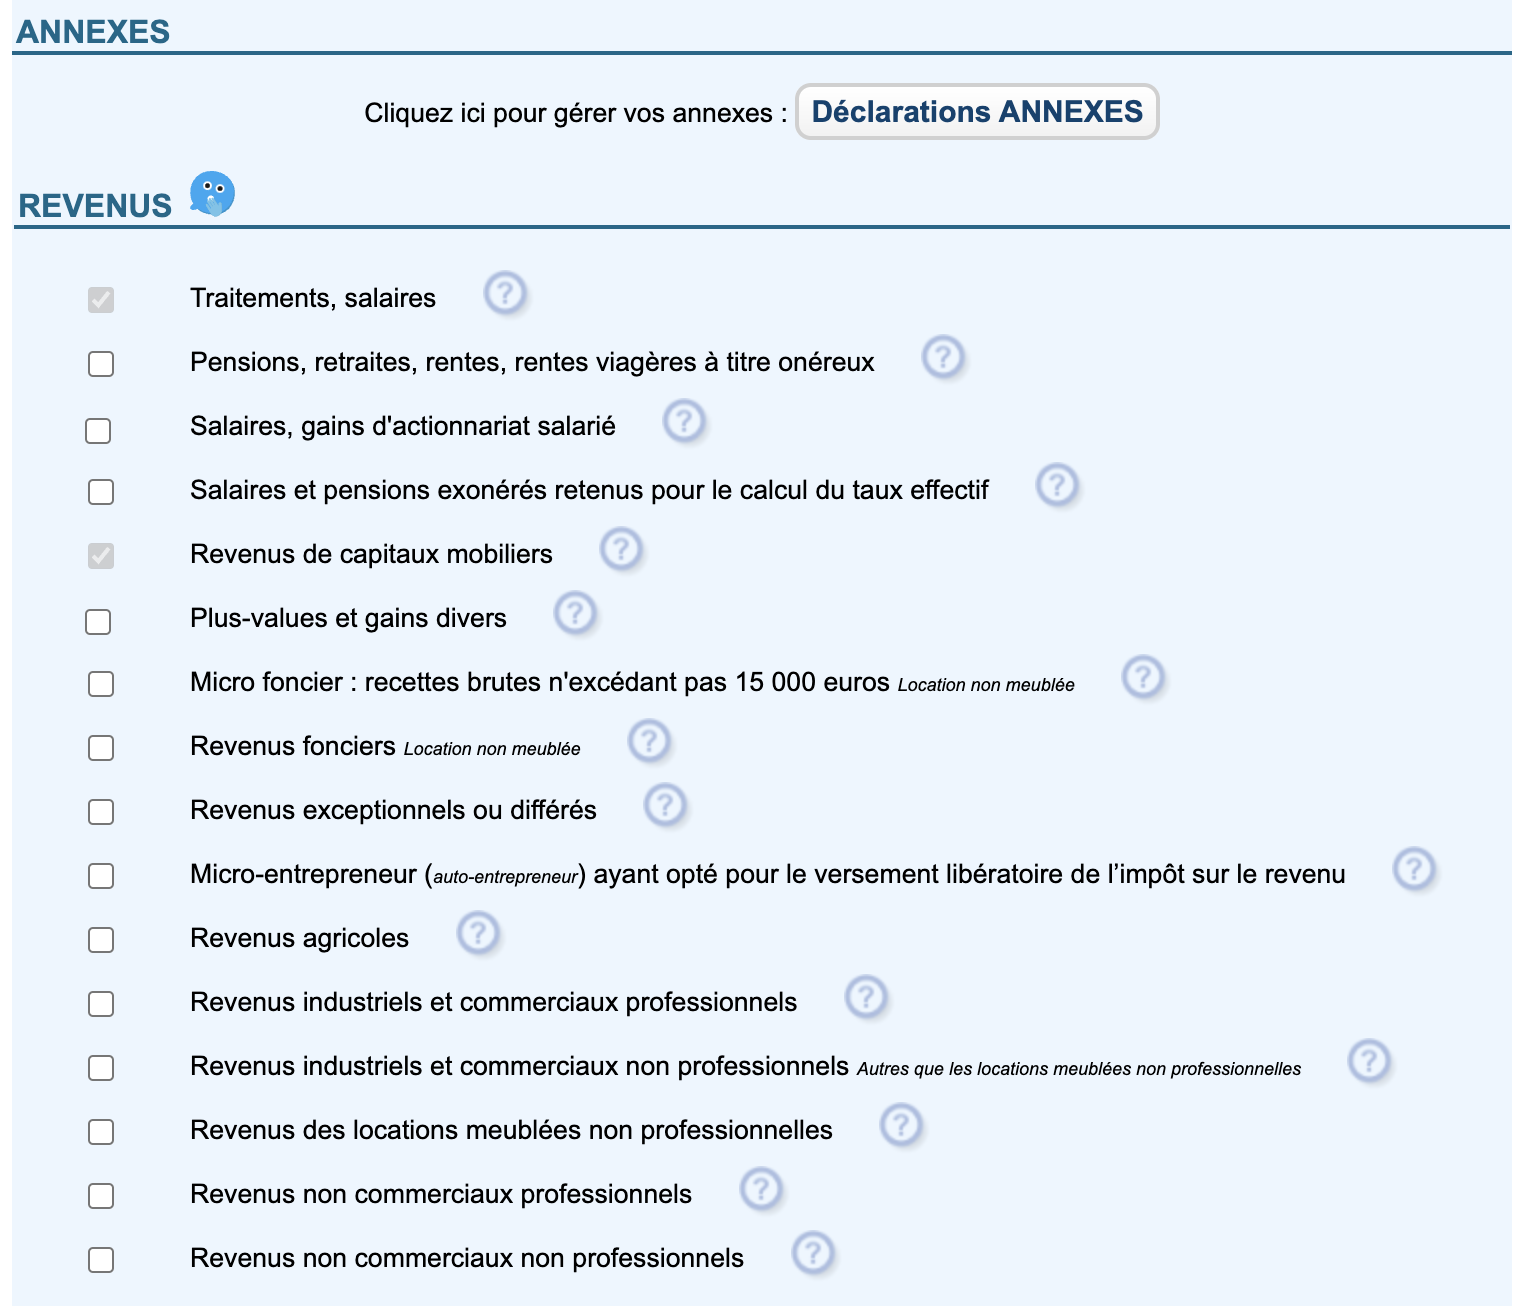 ANNEXES
Cliquez ici pour gérer vos annexes : Déclarations ANNEXES
REVENUS
Traitements, salaires ?
Pensions, retraites, rentes, rentes viagères à titre onéreux ?
Salaires, gains d'actionnariat salarié ?
Salaires et pensions exonérés retenus pour le calcul du taux effectif ?
Revenus de capitaux mobiliers ?
Plus-values et gains divers ?
Micro foncier : recettes brutes n'excédant pas 15 000 euros Location non meublée ?
Revenus fonciers Location non meublée ?
Revenus exceptionnels ou différés ?
Micro-entrepreneur (auto-entrepreneur) ayant opté pour le versement libératoire de l’impôt sur le revenu ?
Revenus agricoles ?
Revenus industriels et commerciaux professionnels ?
Revenus industriels et commerciaux non professionnels Autres que les locations meublées non professionnelles ?
Revenus des locations meublées non professionnelles ?
Revenus non commerciaux professionnels ?
Revenus non commerciaux non professionnels ?